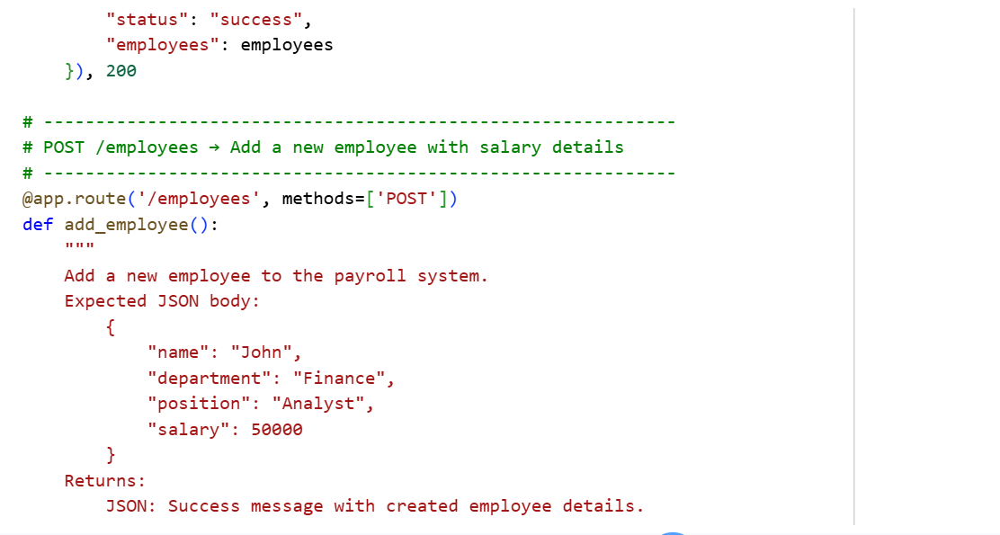 "status": "success",
        "employees": employees
    }), 200

# -------------------------------------------------------------
# POST /employees → Add a new employee with salary details
# -------------------------------------------------------------
@app.route('/employees', methods=['POST'])
def add_employee():
    """
    Add a new employee to the payroll system.
    Expected JSON body:
        {
            "name": "John",
            "department": "Finance",
            "position": "Analyst",
            "salary": 50000
        }
    Returns:
        JSON: Success message with created employee details.